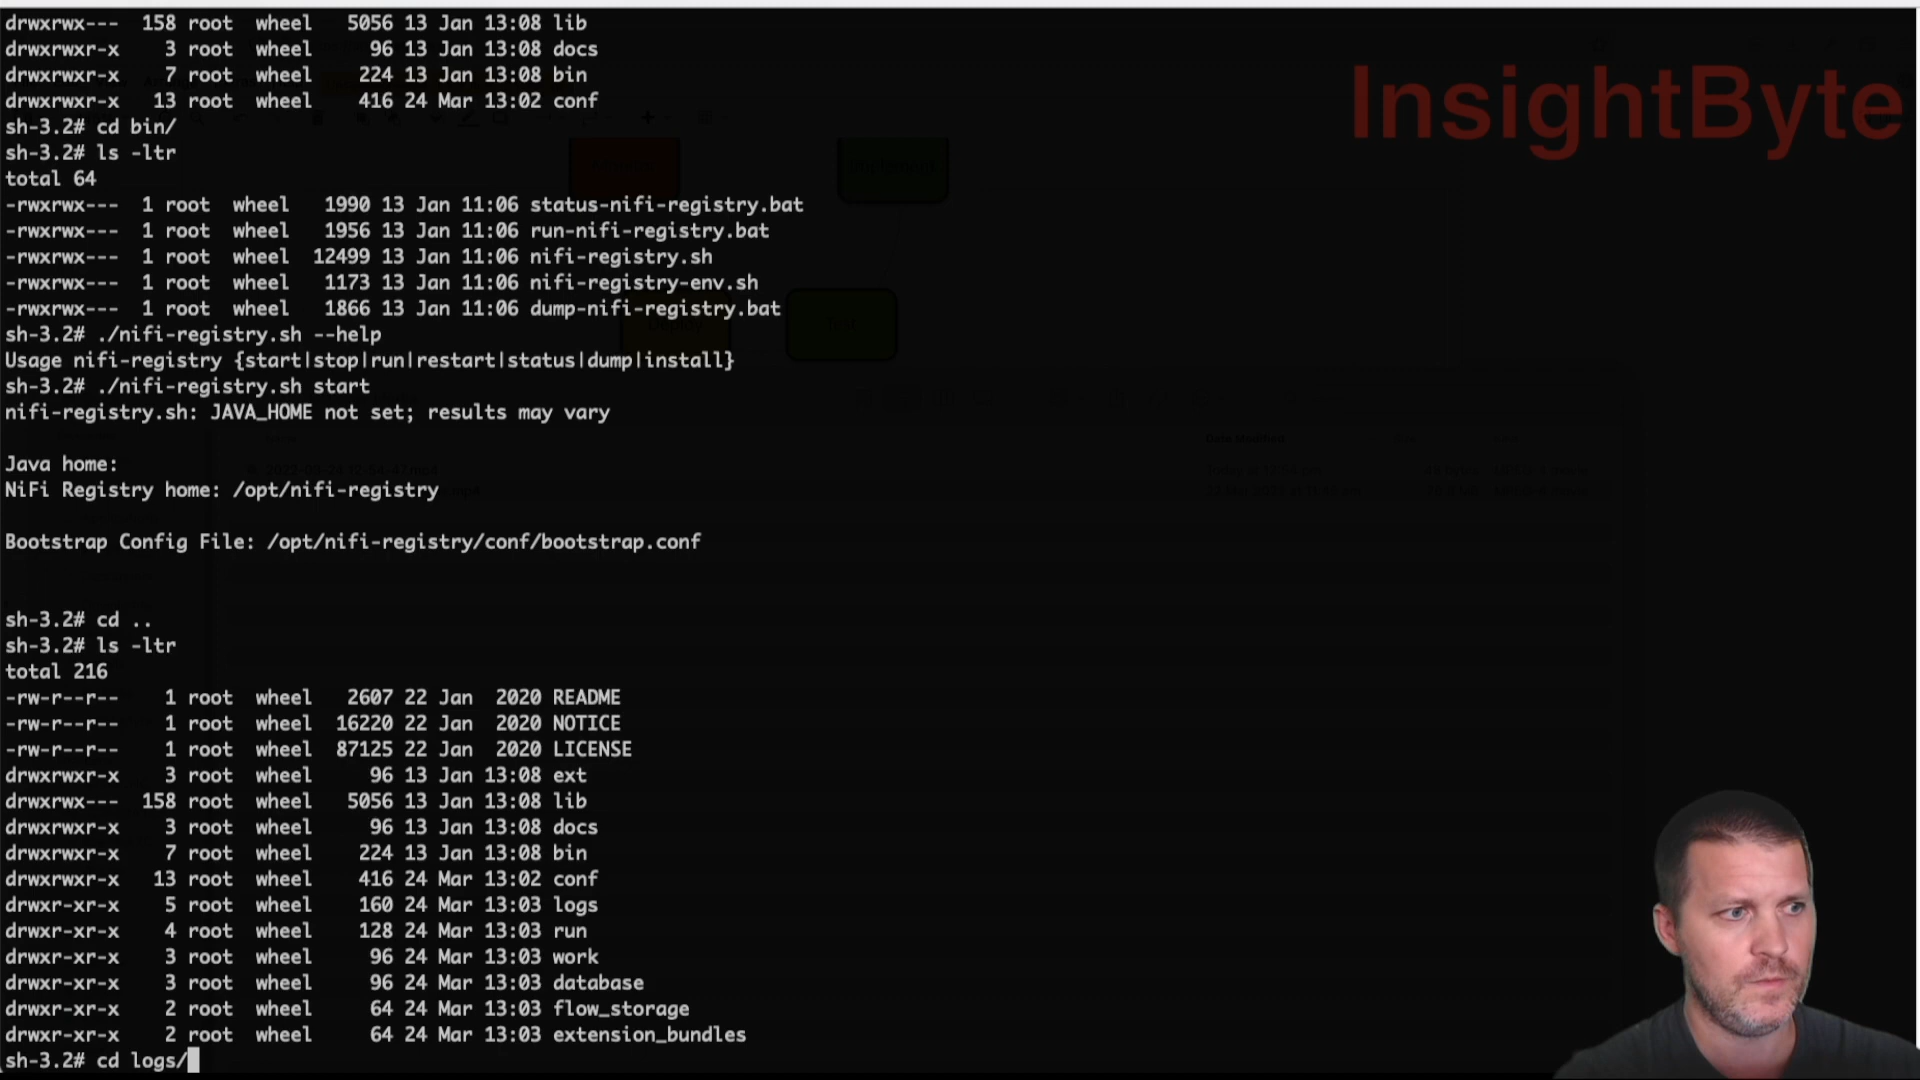 drwxrwx--- 158 root wheel 5056 13 Jan 13:08 lib
drwxrwxr-x 3 root wheel 96 13 Jan 13:08 docs
drwxrwxr-x 7 root wheel 224 13 Jan 13:08 bin
drwxrwxr-x 13 root wheel 416 24 Mar 13:02 conf
InsightByte
sh-3.2# cd bin/
sh-3.2# ls -ltr
total 64
-rwxrwx--- 1 root wheel 1990 13 Jan 11:06 status-nifi-registry.bat
-rwxrwx--- 1 root wheel 1956 13 Jan 11:06 run-nifi-registry.bat
-rwxrwx--- 1 root wheel 12499 13 Jan 11:06 nifi-registry.sh
-rwxrwx--- 1 root wheel 1173 13 Jan 11:06 nifi-registry-env.sh
-rwxrwx--- 1 root wheel 1866 13 Jan 11:06 dump-nifi-registry.bat
sh-3.2# ./nifi-registry.sh --help
Usage nifi-registry {start|stop|run|restart|status|dump|install}
sh-3.2# ./nifi-registry.sh start
nifi-registry.sh: JAVA_HOME not set; results may vary
Java home:
NiFi Registry home: /opt/nifi-registry
Bootstrap Config File: /opt/nifi-registry/conf/bootstrap.conf
sh-3.2# cd ..
sh-3.2# ls -ltr
total 216
-rw-r--r-- 1 root wheel 2607 22 Jan 2020 README
-rw-r--r-- 1 root wheel 16220 22 Jan 2020 NOTICE
-rw-r--r-- 1 root wheel 87125 22 Jan 2020 LICENSE
drwxrwxr-x 3 root wheel 96 13 Jan 13:08 ext
drwxrwx--- 158 root wheel 5056 13 Jan 13:08 lib
drwxrwxr-x 3 root wheel 96 13 Jan 13:08 docs
drwxrwxr-x 7 root wheel 224 13 Jan 13:08 bin
drwxrwxr-x 13 root wheel 416 24 Mar 13:02 conf
drwxr-xr-x 5 root wheel 160 24 Mar 13:03 logs
drwxr-xr-x 4 root wheel 128 24 Mar 13:03 run
drwxr-xr-x 3 root wheel 96 24 Mar 13:03 work
drwxr-xr-x 3 root wheel 96 24 Mar 13:03 database
drwxr-xr-x 2 root wheel 64 24 Mar 13:03 flow_storage
drwxr-xr-x 2 root wheel 64 24 Mar 13:03 extension_bundles
sh-3.2# cd logs/